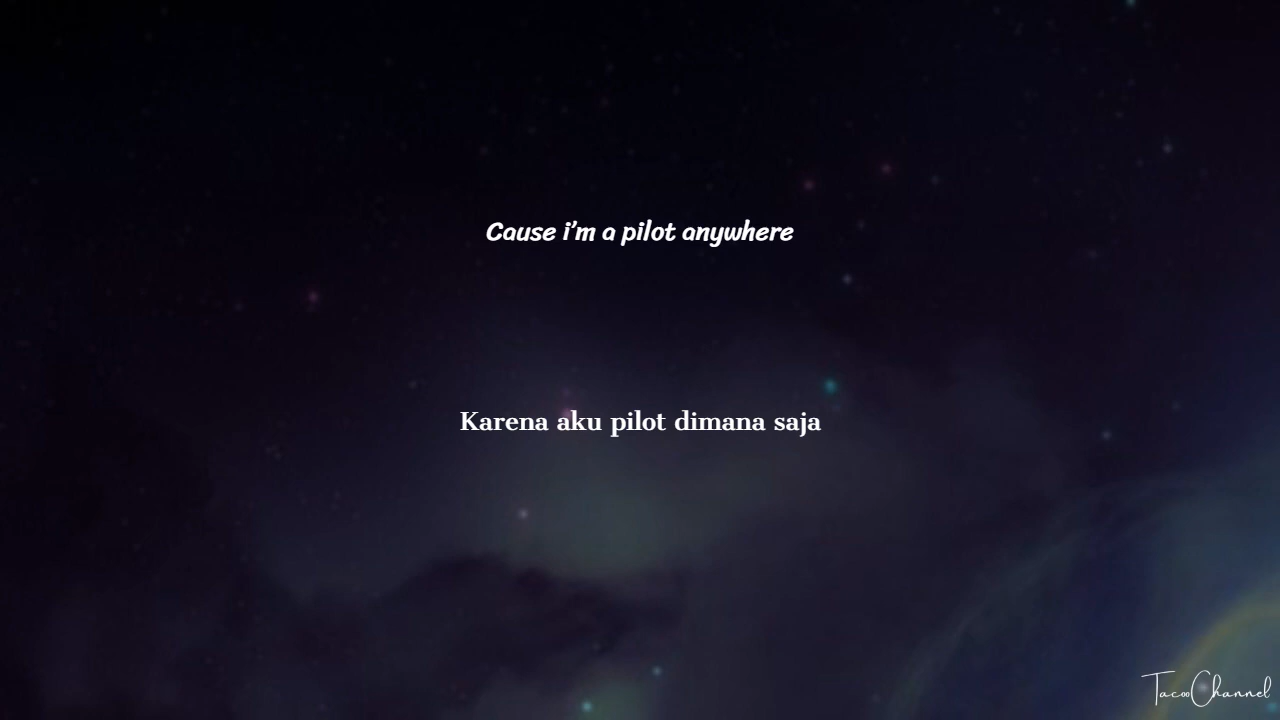 Cause i'm a pilot anywhere
Karena aku pilot dimana saja
TacooChannel